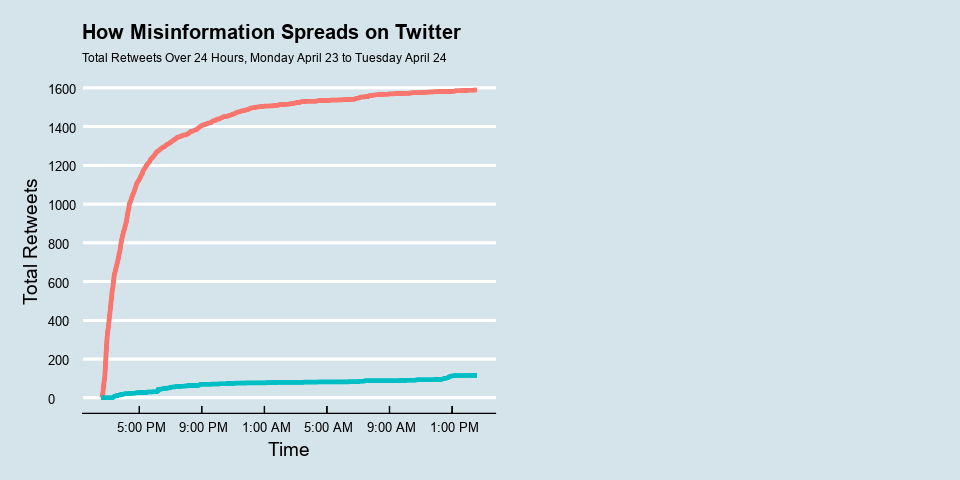 How Misinformation Spreads on Twitter
Total Retweets Over 24 Hours, Monday April 23 to Tuesday April 24
Total Retweets
1600
1400
1200
1000
800
600
400
200
0
5:00 PM 9:00 PM 1:00 AM 5:00 AM 9:00 AM 1:00 PM
Time